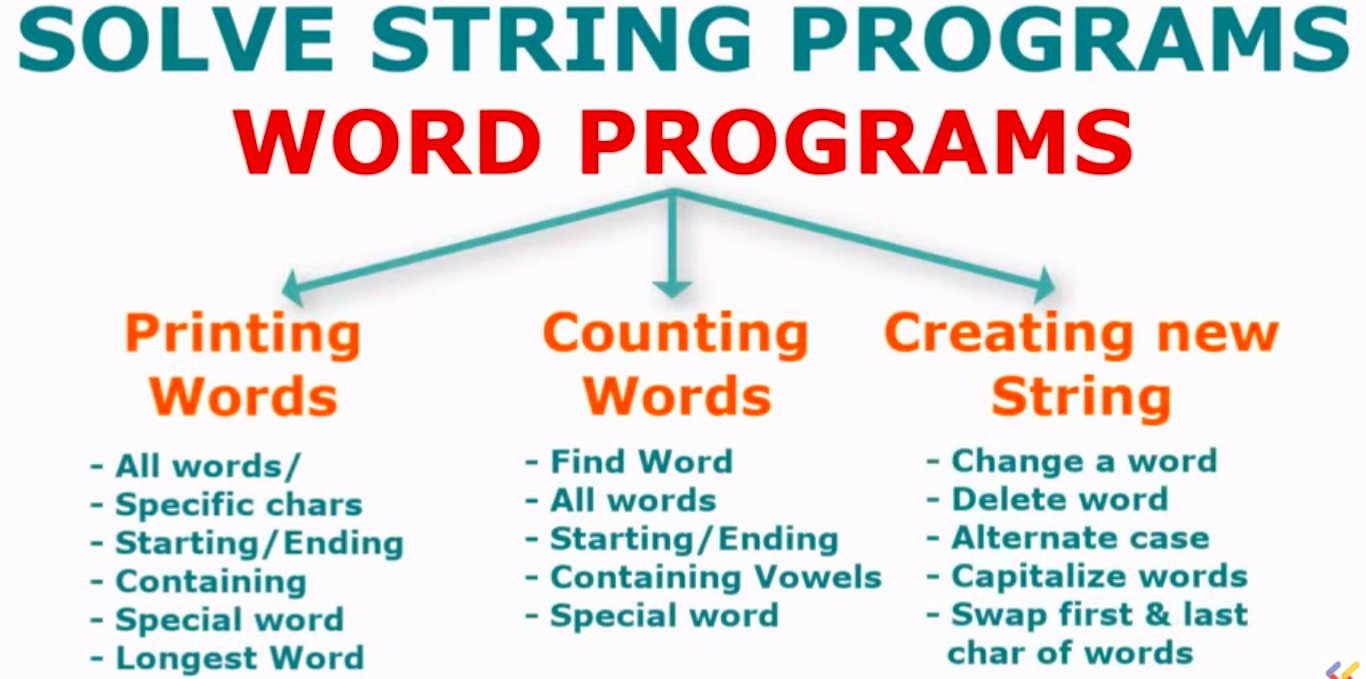 SOLVE STRING PROGRAMS
WORD PROGRAMS
Printing
Words
- All words/
- Specific chars
- Starting/Ending
- Containing
- Special word
- Longest Word
Counting
Words
- Find Word
- All words
- Starting/Ending
- Containing Vowels
- Special word
Creating new
String
- Change a word
- Delete word
- Alternate case
- Capitalize words
- Swap first & last
char of words